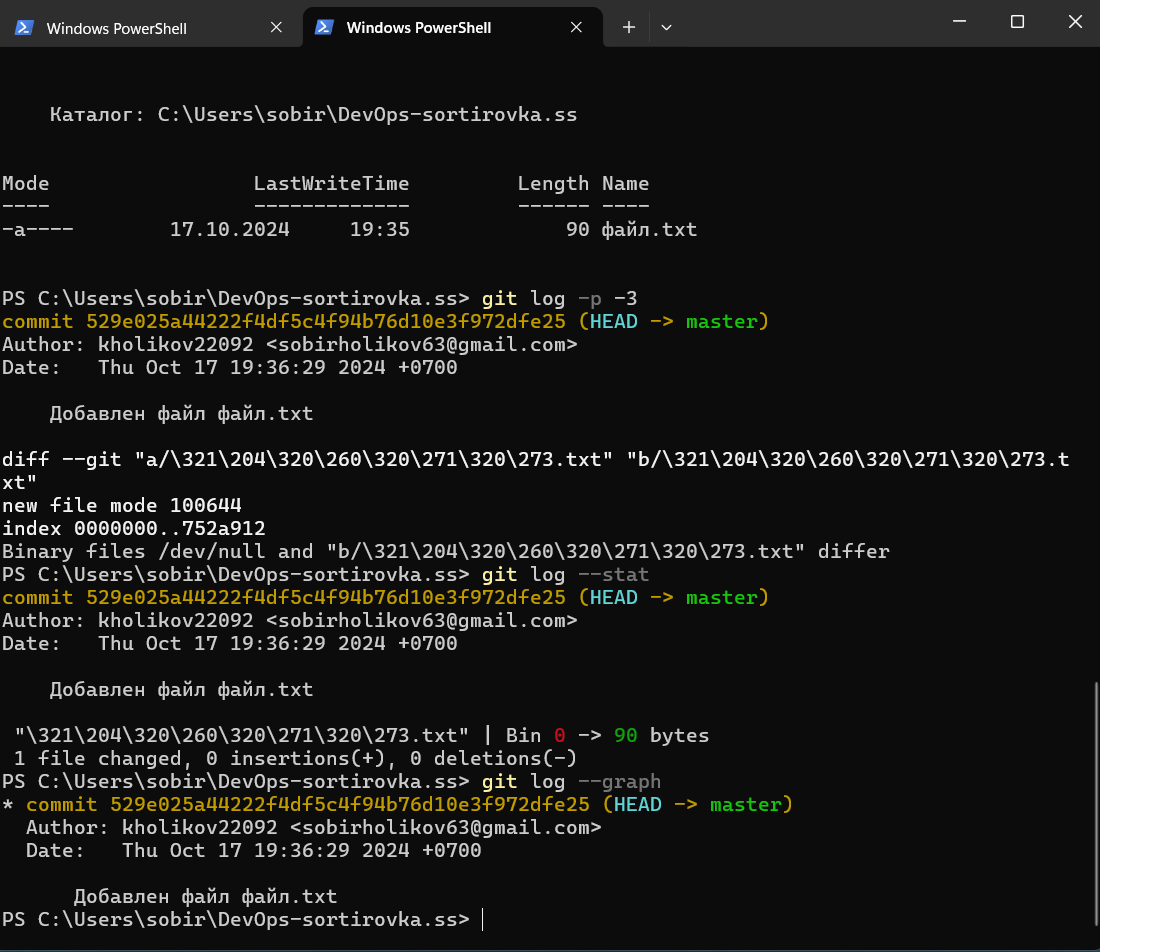 Windows PowerShell
Windows PowerShell
Каталог: C:\Users\sobir\DevOps-sortirovka.ss
Mode                 LastWriteTime         Length Name
----                 -------------         ------ ----
-a----        17.10.2024     19:35             90 файл.txt
PS C:\Users\sobir\DevOps-sortirovka.ss> git log -p -3
commit 529e025a44222f4df5c4f94b76d10e3f972dfe25 (HEAD -> master)
Author: kholikov22092 <sobirholikov63@gmail.com>
Date:   Thu Oct 17 19:36:29 2024 +0700
    Добавлен файл файл.txt
diff --git "a/\321\204\320\260\320\271\320\273.txt" "b/\321\204\320\260\320\271\320\273.t
xt"
new file mode 100644
index 0000000..752a912
Binary files /dev/null and "b/\321\204\320\260\320\271\320\273.txt" differ
PS C:\Users\sobir\DevOps-sortirovka.ss> git log --stat
commit 529e025a44222f4df5c4f94b76d10e3f972dfe25 (HEAD -> master)
Author: kholikov22092 <sobirholikov63@gmail.com>
Date:   Thu Oct 17 19:36:29 2024 +0700
    Добавлен файл файл.txt
 "\321\204\320\260\320\271\320\273.txt" | Bin 0 -> 90 bytes
 1 file changed, 0 insertions(+), 0 deletions(-)
PS C:\Users\sobir\DevOps-sortirovka.ss> git log --graph
* commit 529e025a44222f4df5c4f94b76d10e3f972dfe25 (HEAD -> master)
  Author: kholikov22092 <sobirholikov63@gmail.com>
  Date:   Thu Oct 17 19:36:29 2024 +0700
      Добавлен файл файл.txt
PS C:\Users\sobir\DevOps-sortirovka.ss>